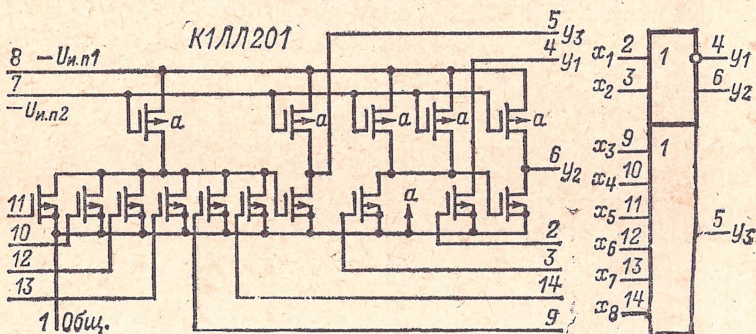 К1ЛЛ201
8 –Uи.п1
7
–Uи.п2
5 y3
4 y1
а
а
а
а
а
6 y2
а
11
10
12
13
2
3
14
9
1 Общ.
x1 2
x2 3
x3 9
x4 10
x5 11
x6 12
x7 13
x8 14
1
1
4 y1
6 y2
5 y3